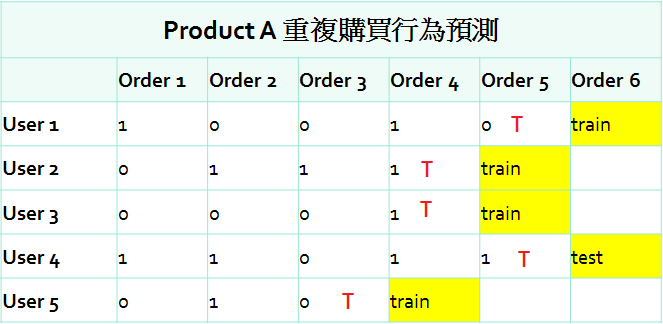 Product A 重複購買行為預測
Order 1 Order 2 Order 3 Order 4 Order 5 Order 6
User 1 1 0 0 1 0 T train
User 2 0 1 1 1 T train
User 3 0 0 0 1 T train
User 4 1 1 0 1 1 T test
User 5 0 1 0 T train